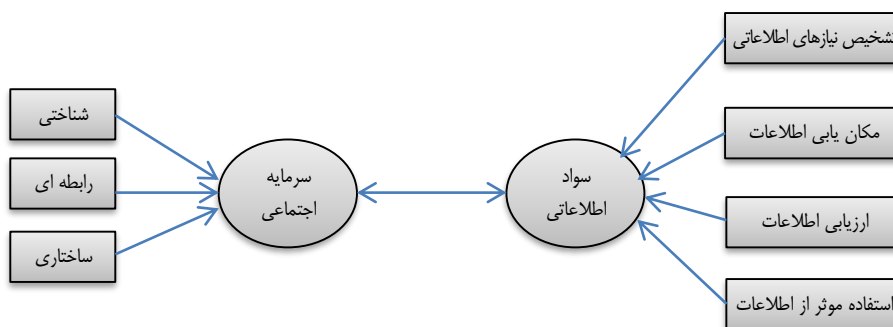 تشخیص نیازهای اطلاعاتی
مکان یابی اطلاعات
ارزیابی اطلاعات
استفاده موثر از اطلاعات
سواد
اطلاعاتی
سرمایه
اجتماعی
شناختی
رابطه ای
ساختاری